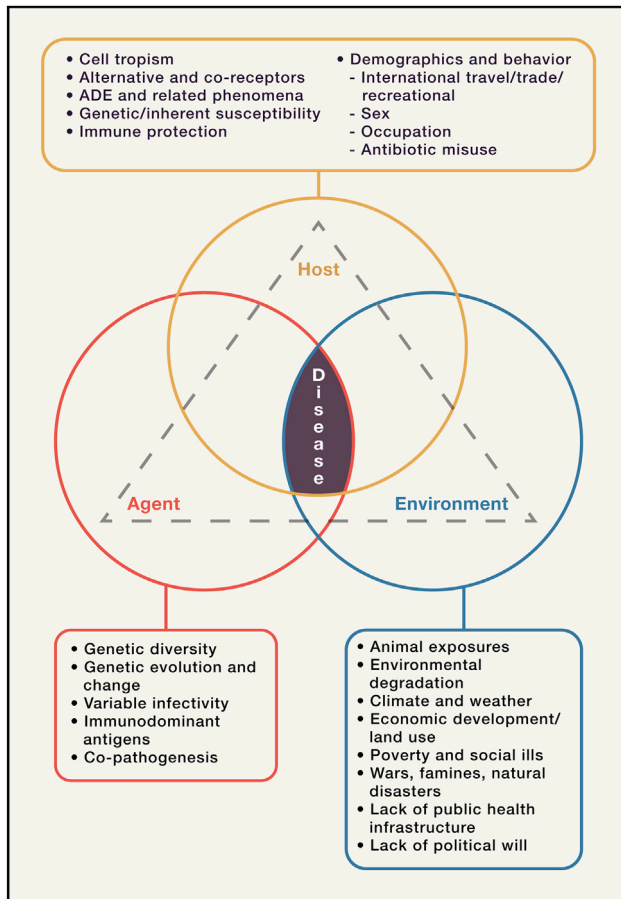 • Cell tropism
• Alternative and co-receptors
• ADE and related phenomena
• Genetic/inherent susceptibility
• Immune protection
• Demographics and behavior
- International travel/trade/
recreational
- Sex
- Occupation
- Antibiotic misuse
Host
Disease
Agent
Environment
• Genetic diversity
• Genetic evolution and
change
• Variable infectivity
• Immunodominant
antigens
• Co-pathogenesis
• Animal exposures
• Environmental
degradation
• Climate and weather
• Economic development/
land use
• Poverty and social ills
• Wars, famines, natural
disasters
• Lack of public health
infrastructure
• Lack of political will